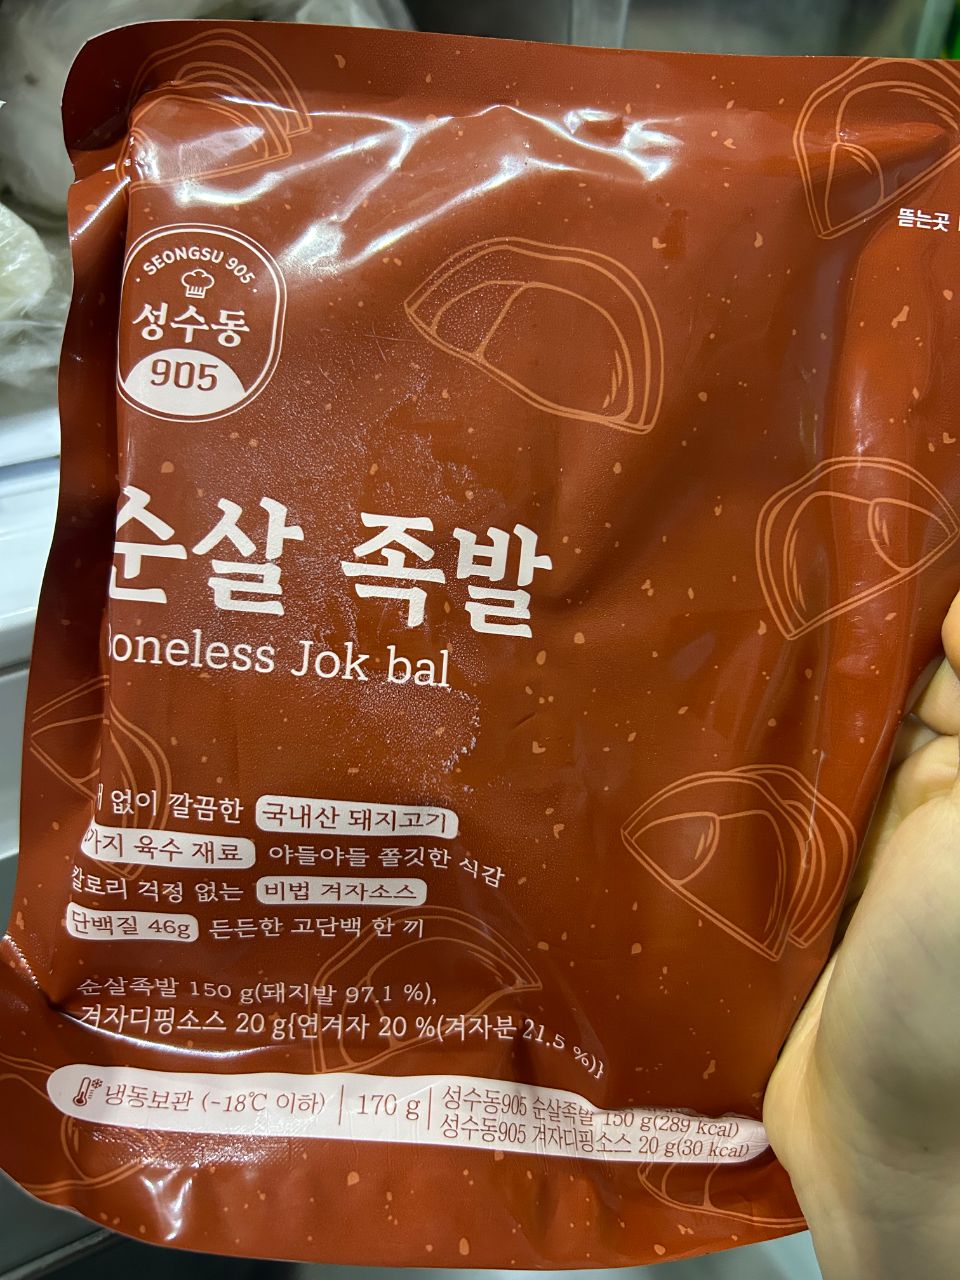 뜯는곳
SEONGSU 905
성수동
905
순살 족발
boneless Jok bal
없이 깔끔한 국내산 돼지고기
가지 육수 재료 야들야들 쫄깃한 식감
칼로리 걱정 없는 비법 겨자소스
단백질 46g 든든한 고단백 한 끼
순살족발 150 g(돼지발 97.1 %),
겨자디핑소스 20 g{연겨자 20 %(겨자분 21.5 %)}
냉동보관 (-18℃ 이하) 170 g 성수동905 순살족발 150 g(289 kcal)
성수동905 겨자디핑소스 20 g(30 kcal)